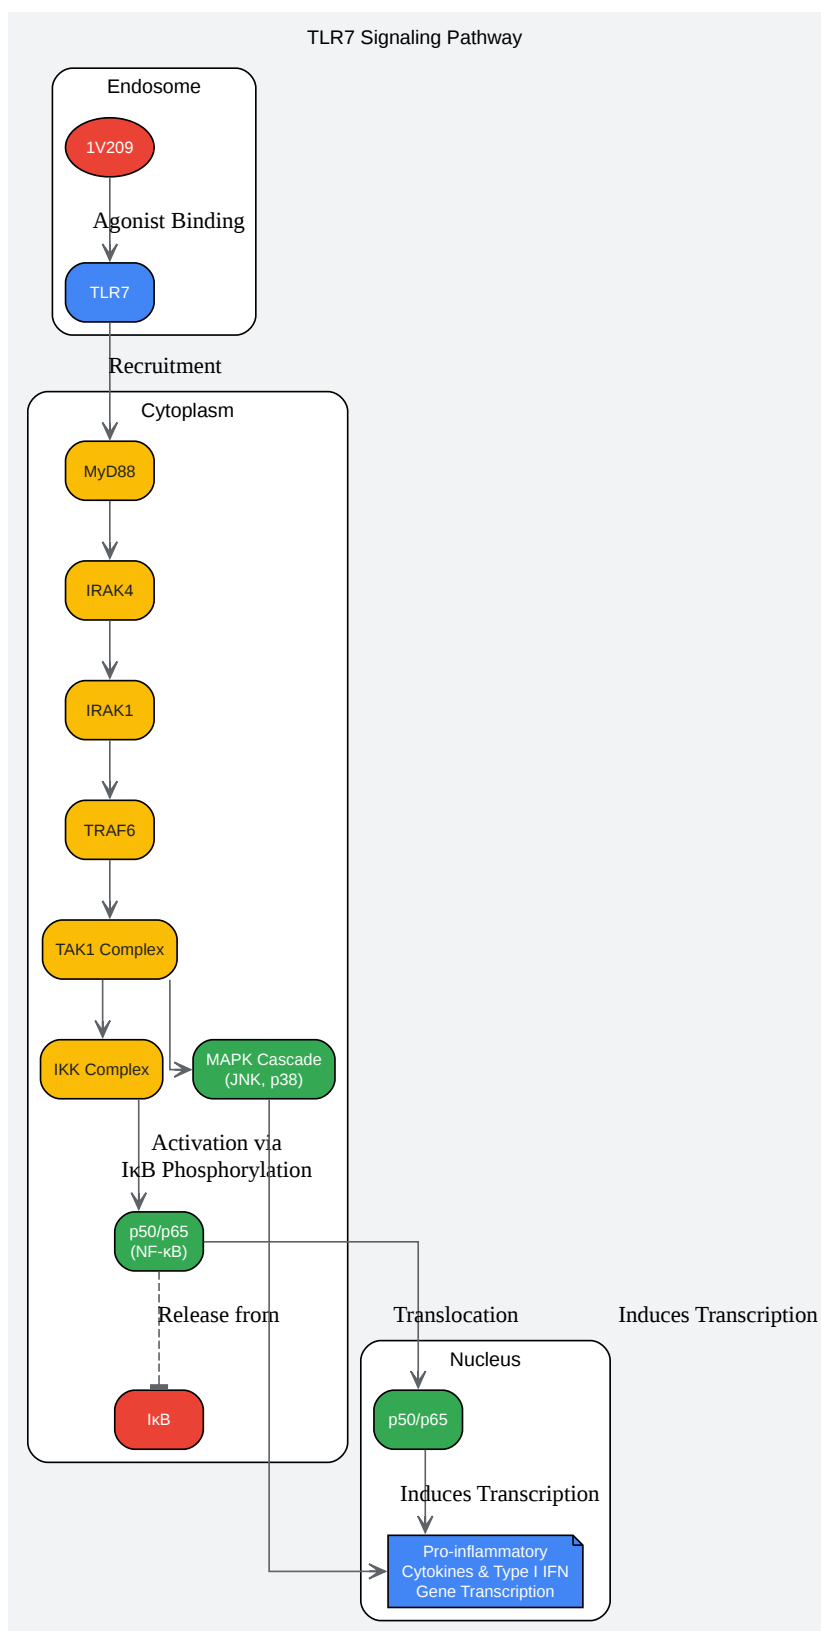 TLR7 Signaling Pathway
Endosome
1V209
Agonist Binding
TLR7
Recruitment
Cytoplasm
MyD88
IRAK4
IRAK1
TRAF6
TAK1 Complex
IKK Complex
MAPK Cascade
(JNK, p38)
Activation via
IκB Phosphorylation
p50/p65
(NF-κB)
Release from
Translocation
Induces Transcription
Nucleus
IκB
p50/p65
Induces Transcription
Pro-inflammatory
Cytokines & Type I IFN
Gene Transcription